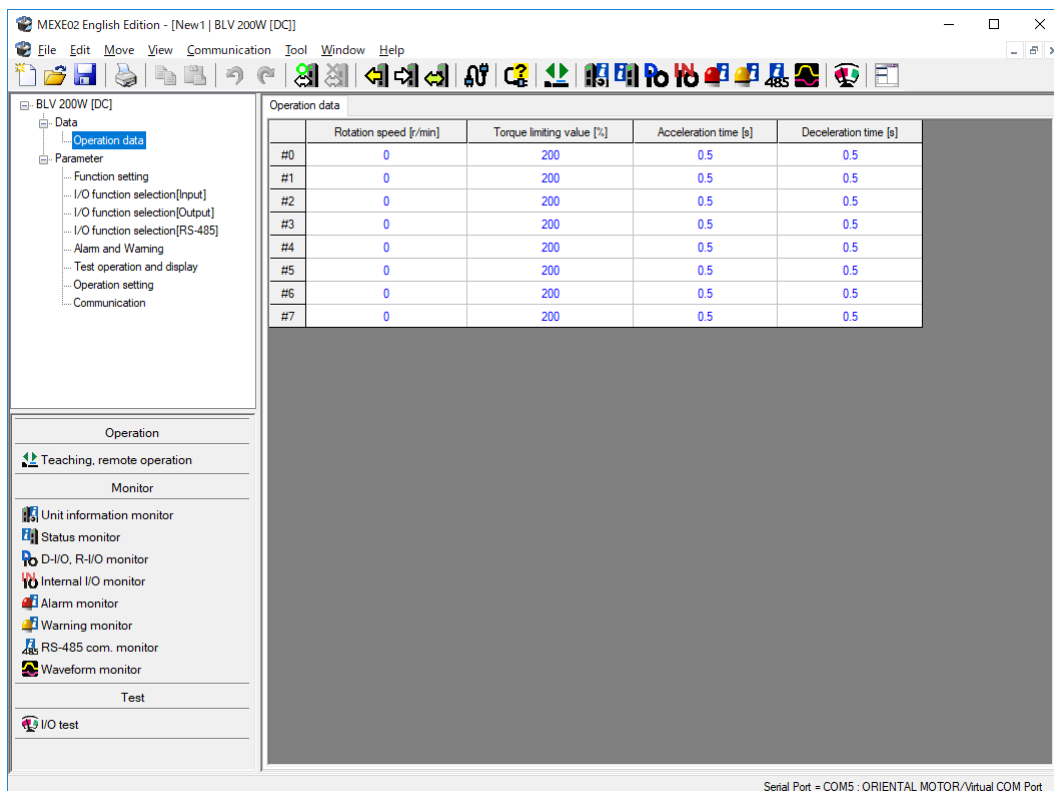 MEXE02 English Edition - [New1 | BLV 200W [DC]]
File Edit Move View Communication Tool Window Help
BLV 200W [DC]
Data
Operation data
Parameter
Function setting
I/O function selection[Input]
I/O function selection[Output]
I/O function selection[RS-485]
Alarm and Warning
Test operation and display
Operation setting
Communication
Operation data
Rotation speed [r/min] Torque limiting value [%] Acceleration time [s] Deceleration time [s]
#0 0 200 0.5 0.5
#1 0 200 0.5 0.5
#2 0 200 0.5 0.5
#3 0 200 0.5 0.5
#4 0 200 0.5 0.5
#5 0 200 0.5 0.5
#6 0 200 0.5 0.5
#7 0 200 0.5 0.5
Operation
Teaching, remote operation
Monitor
Unit information monitor
Status monitor
D-I/O, R-I/O monitor
Internal I/O monitor
Alarm monitor
Warning monitor
RS-485 com. monitor
Waveform monitor
Test
I/O test
Serial Port = COM5 : ORIENTAL MOTOR/Virtual COM Port